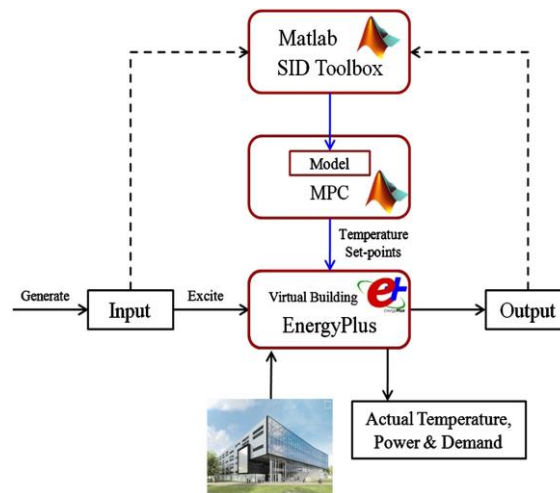 Matlab
SID Toolbox
Model
MPC
Temperature
Set-points
Generate
Input
Excite
Virtual Building
e+
EnergyPlus
EnergyPlus
Output
Actual Temperature,
Power & Demand